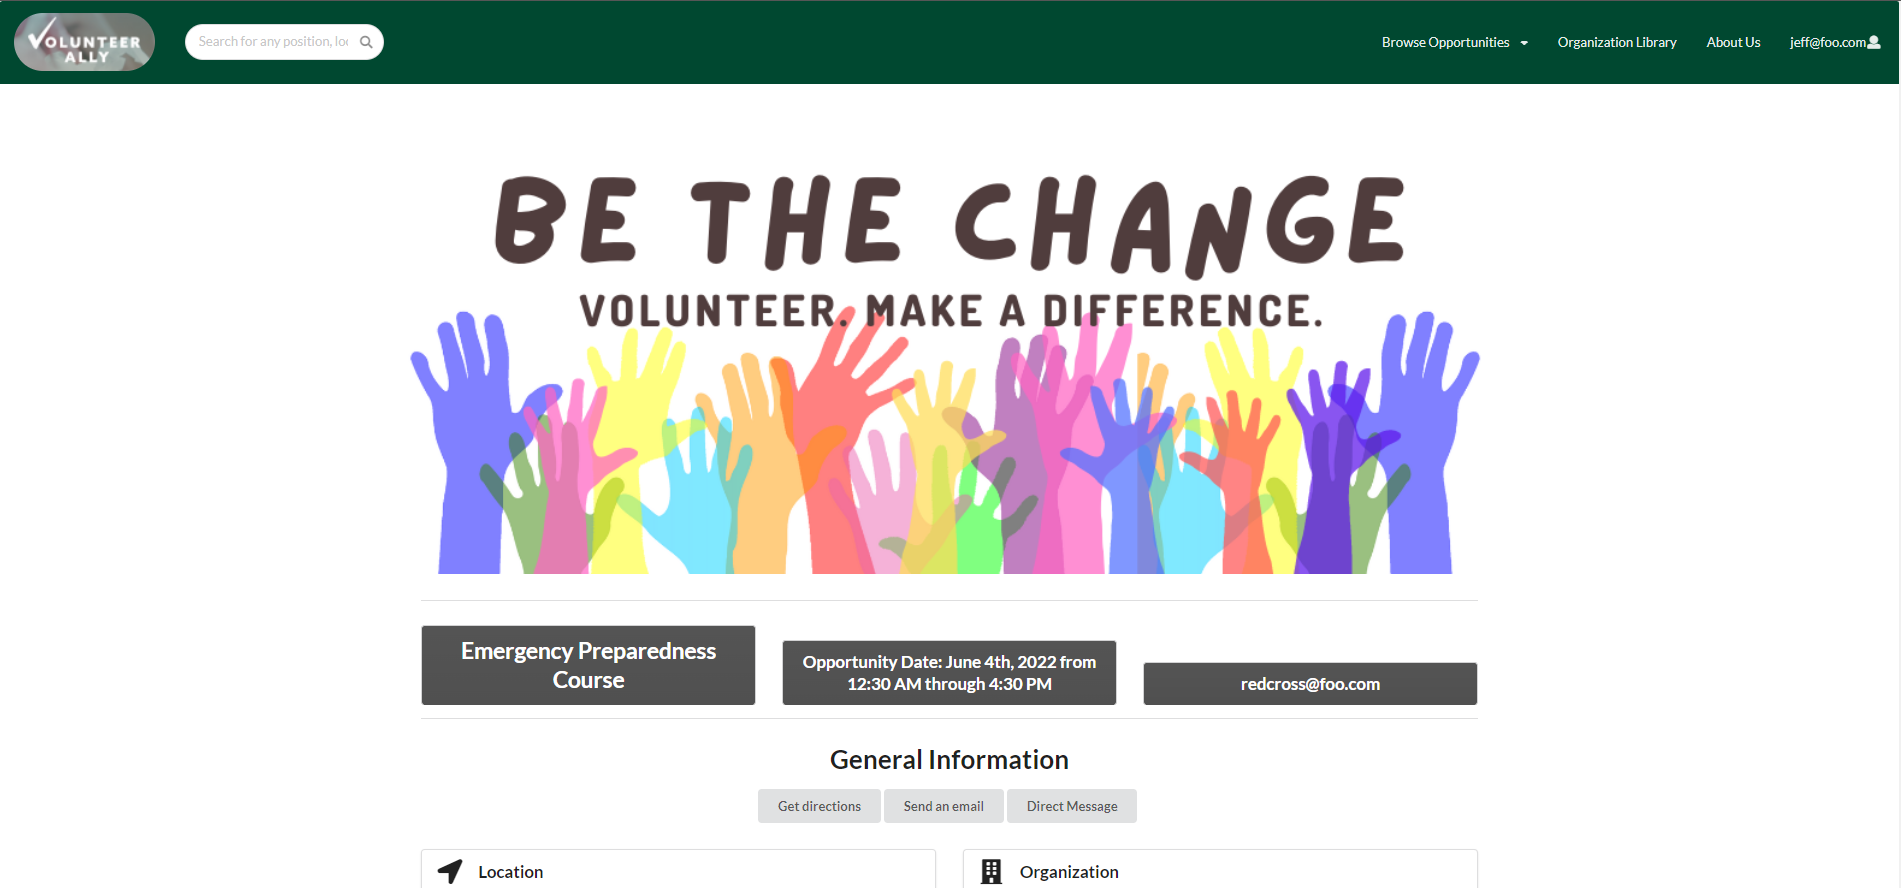 VOLUNTEER
ALLY
Search for any position, loc
Browse Opportunities
Organization Library
About Us
jeff@foo.com
BE THE CHANGE
VOLUNTEER. MAKE A DIFFERENCE.
Emergency Preparedness
Course
Opportunity Date: June 4th, 2022 from
12:30 AM through 4:30 PM
redcross@foo.com
General Information
Get directions
Send an email
Direct Message
Location
Organization